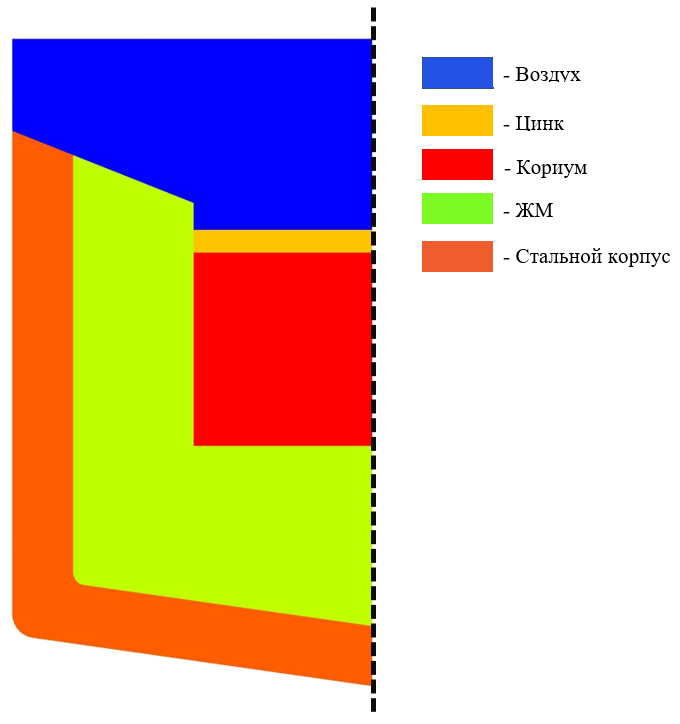 - Воздух
- Цинк
- Кориум
- ЖМ
- Стальной корпус